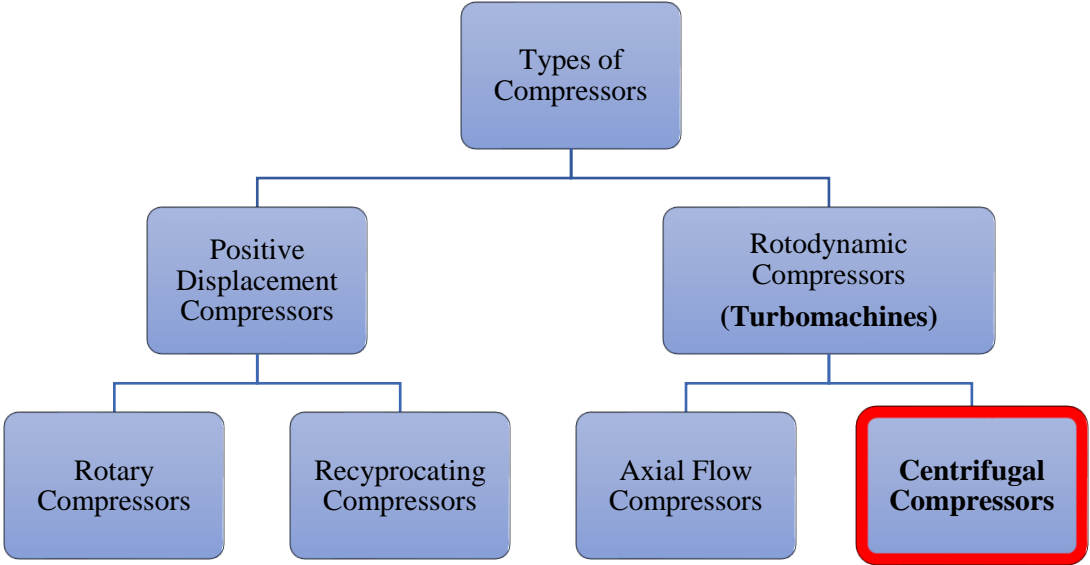 Types of
Compressors
Positive
Displacement
Compressors
Rotodynamic
Compressors
(Turbomachines)
Rotary
Compressors
Recyprocating
Compressors
Axial Flow
Compressors
Centrifugal
Compressors